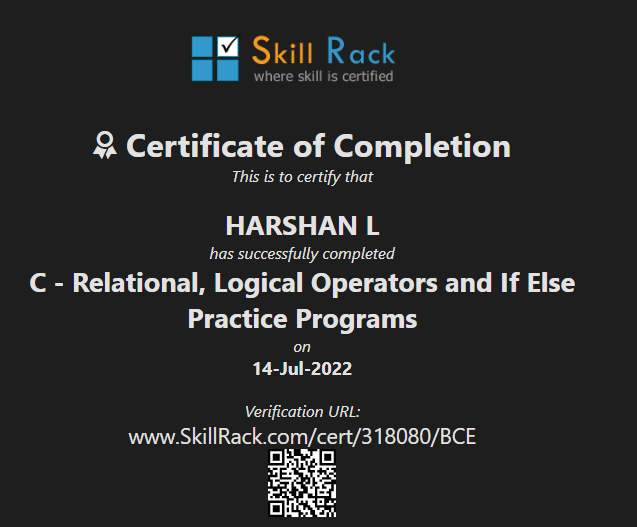 Skill Rack
where skill is certified
Certificate of Completion
This is to certify that
HARSHAN L
has successfully completed
C - Relational, Logical Operators and If Else
Practice Programs
on
14-Jul-2022
Verification URL:
www.SkillRack.com/cert/318080/BCE